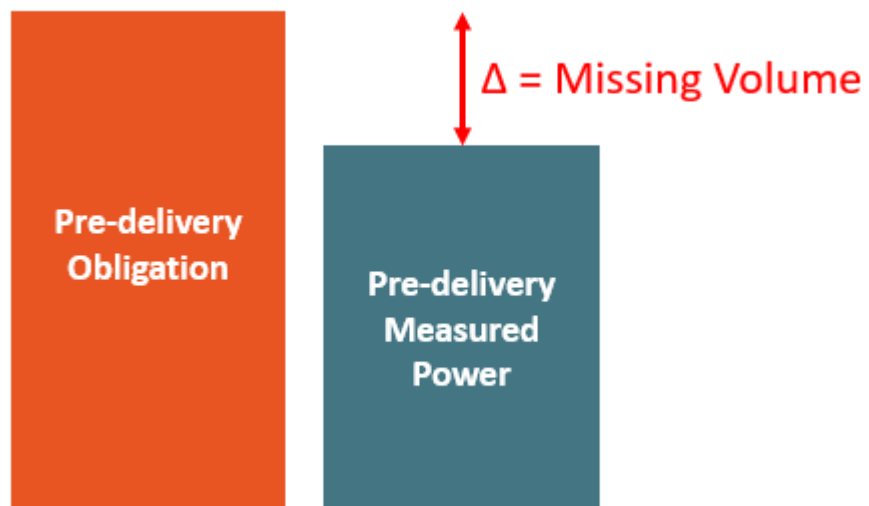 Δ = Missing Volume
Pre-delivery
Obligation
Pre-delivery
Measured
Power